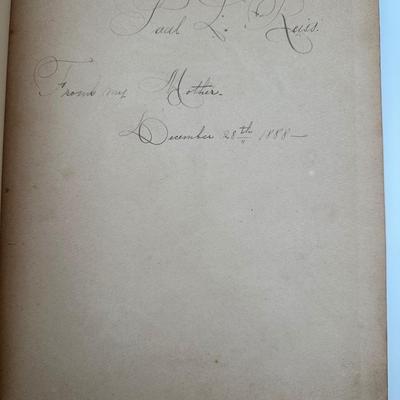 Paul L. Reiss.
From my Mother.
December 28th 1888—